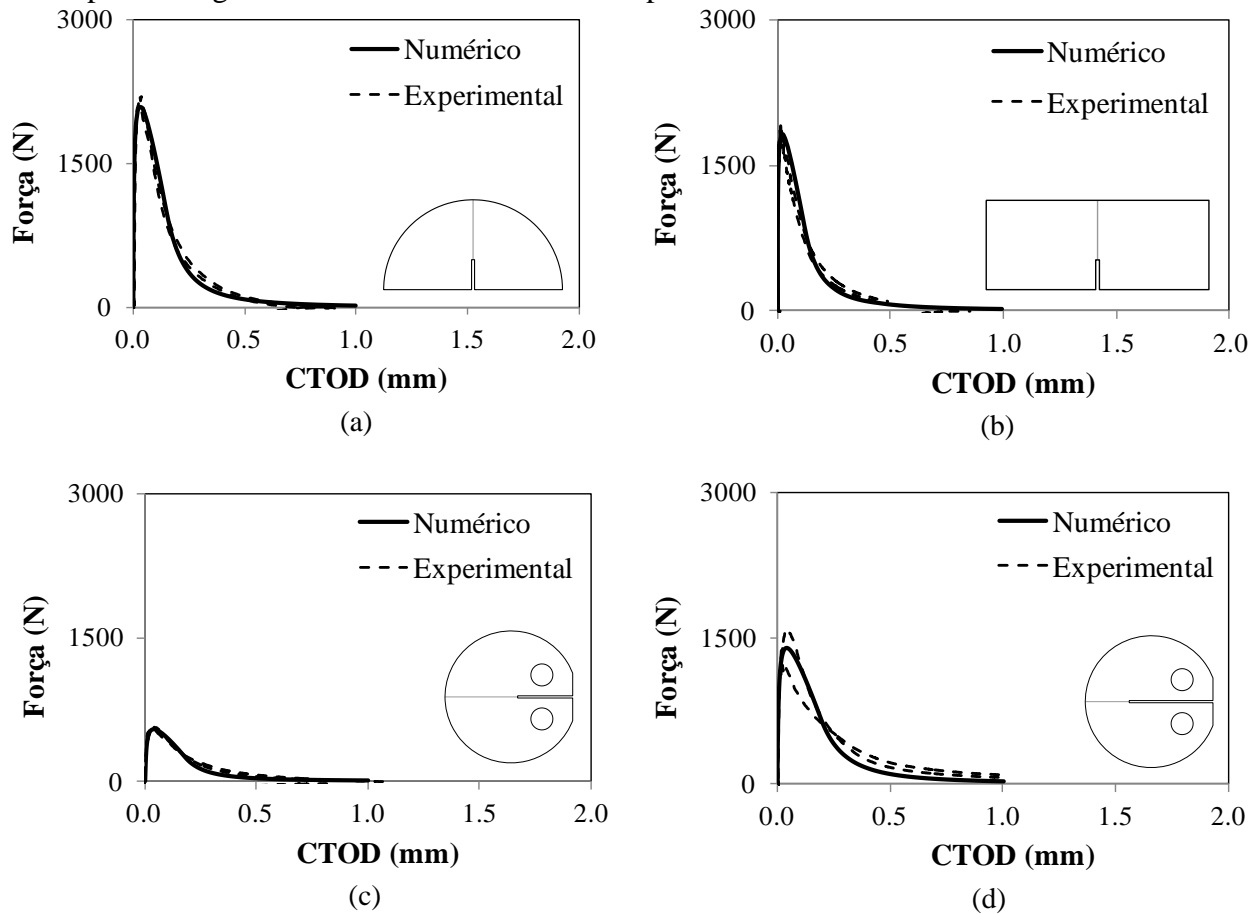 3000
Numérico
Experimental
1500
0
0.0 0.5 1.0 1.5 2.0
Força (N)
CTOD (mm)
(a)
3000
Numérico
Experimental
1500
0
0.0 0.5 1.0 1.5 2.0
Força (N)
CTOD (mm)
(b)
3000
Numérico
Experimental
1500
0
0.0 0.5 1.0 1.5 2.0
Força (N)
CTOD (mm)
(c)
3000
Numérico
Experimental
1500
0
0.0 0.5 1.0 1.5 2.0
Força (N)
CTOD (mm)
(d)